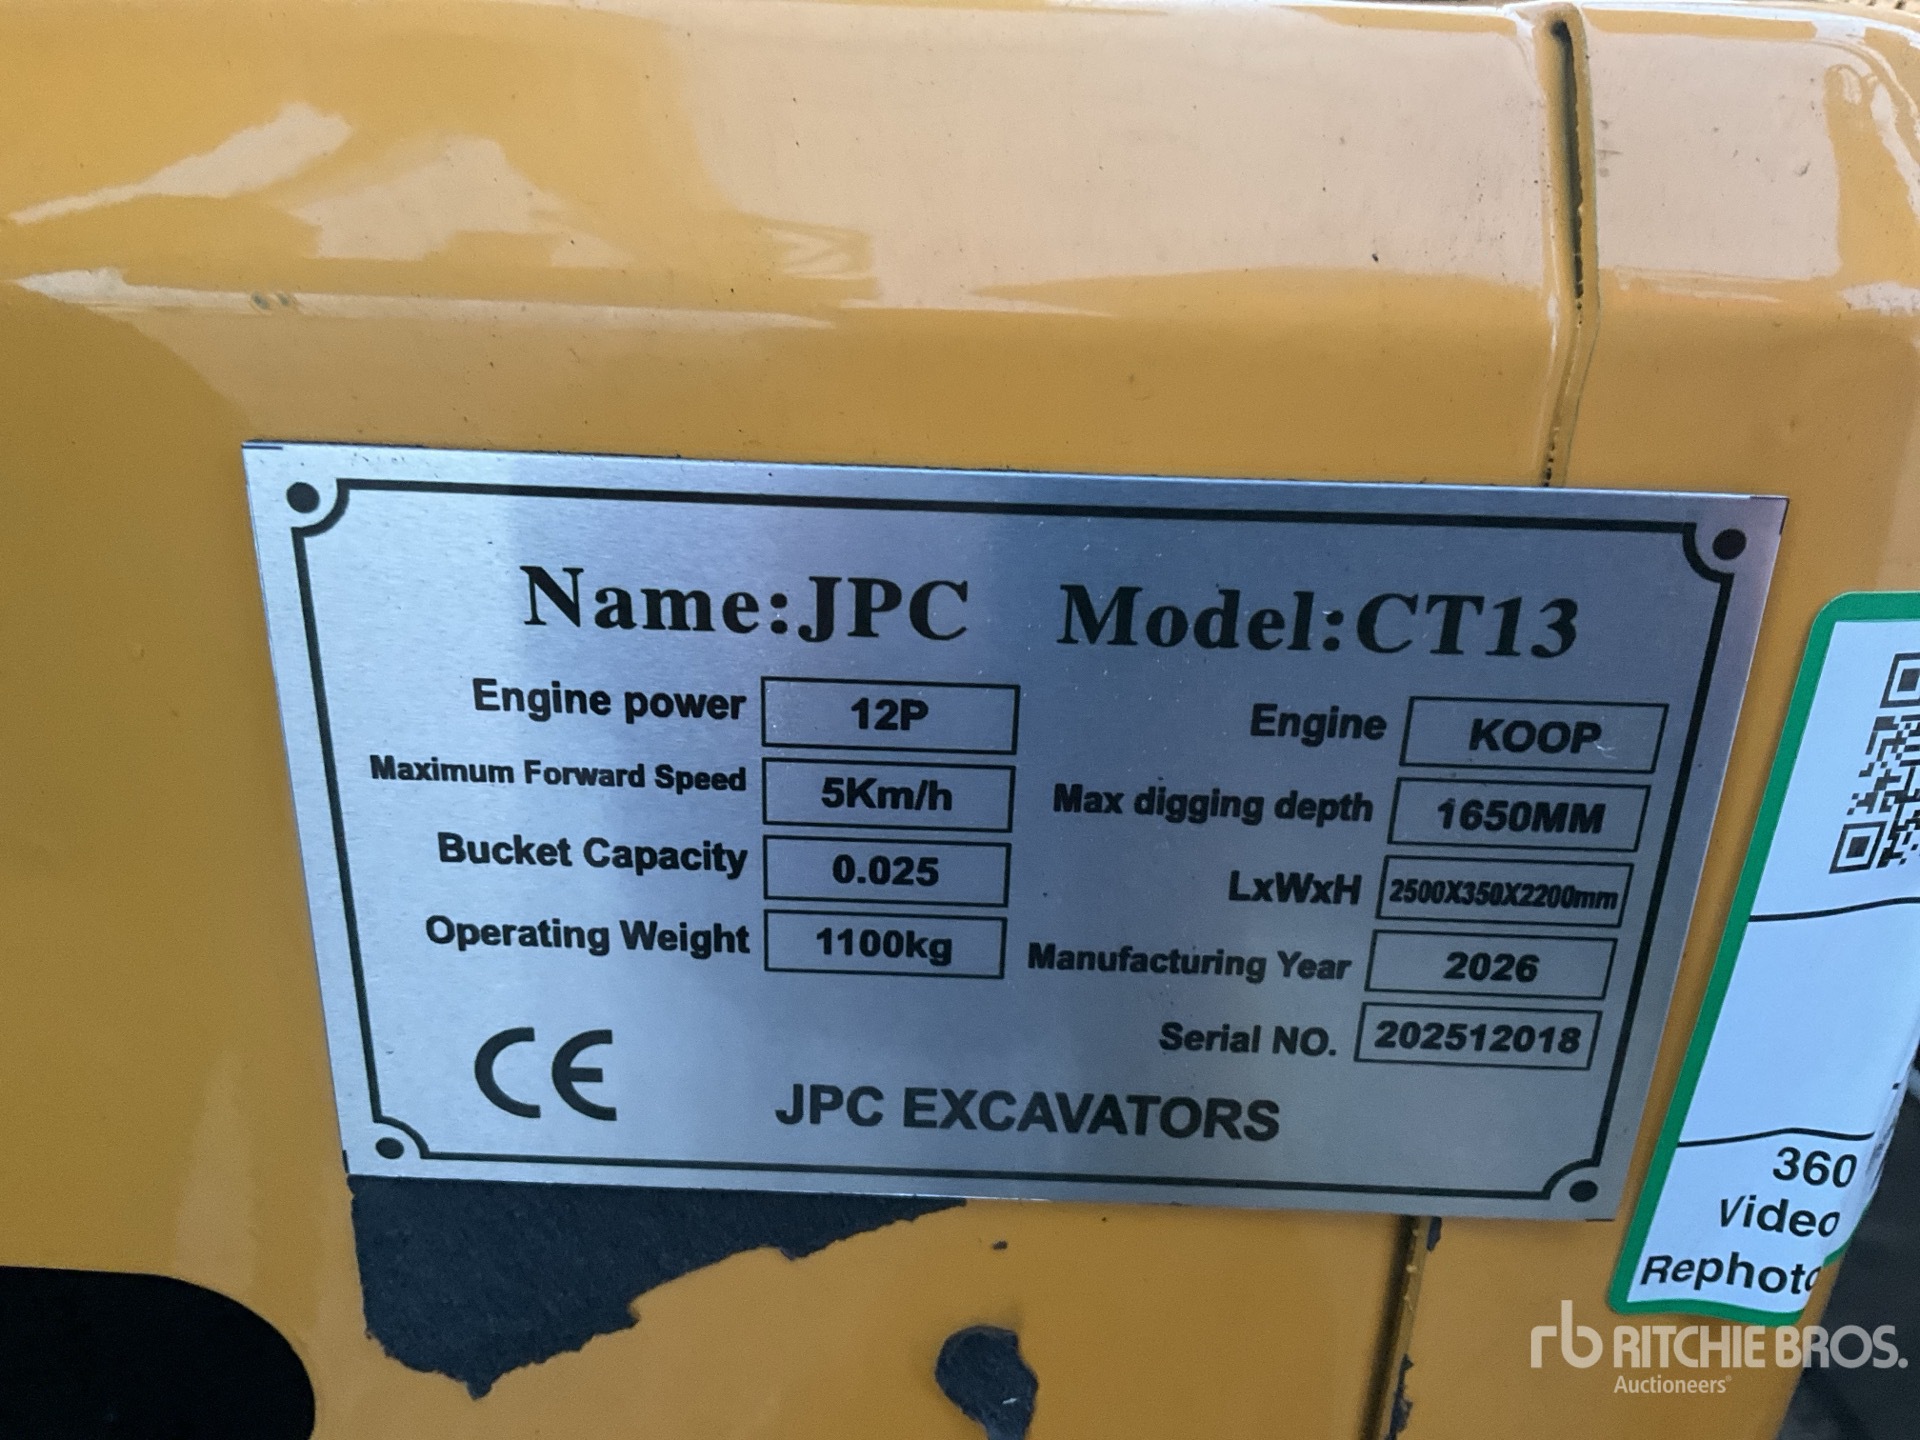 Name:JPC Model:CT13
Engine power 12P
Engine KOOP
Maximum Forward Speed 5Km/h
Max digging depth 1650MM
Bucket Capacity 0.025
LxWxH 2500X350X2200mm
Operating Weight 1100kg
Manufacturing Year 2026
Serial NO. 202512018
CE
JPC EXCAVATORS
360
Video
Rephoto
rb RITCHIE BROS.
Auctioneers